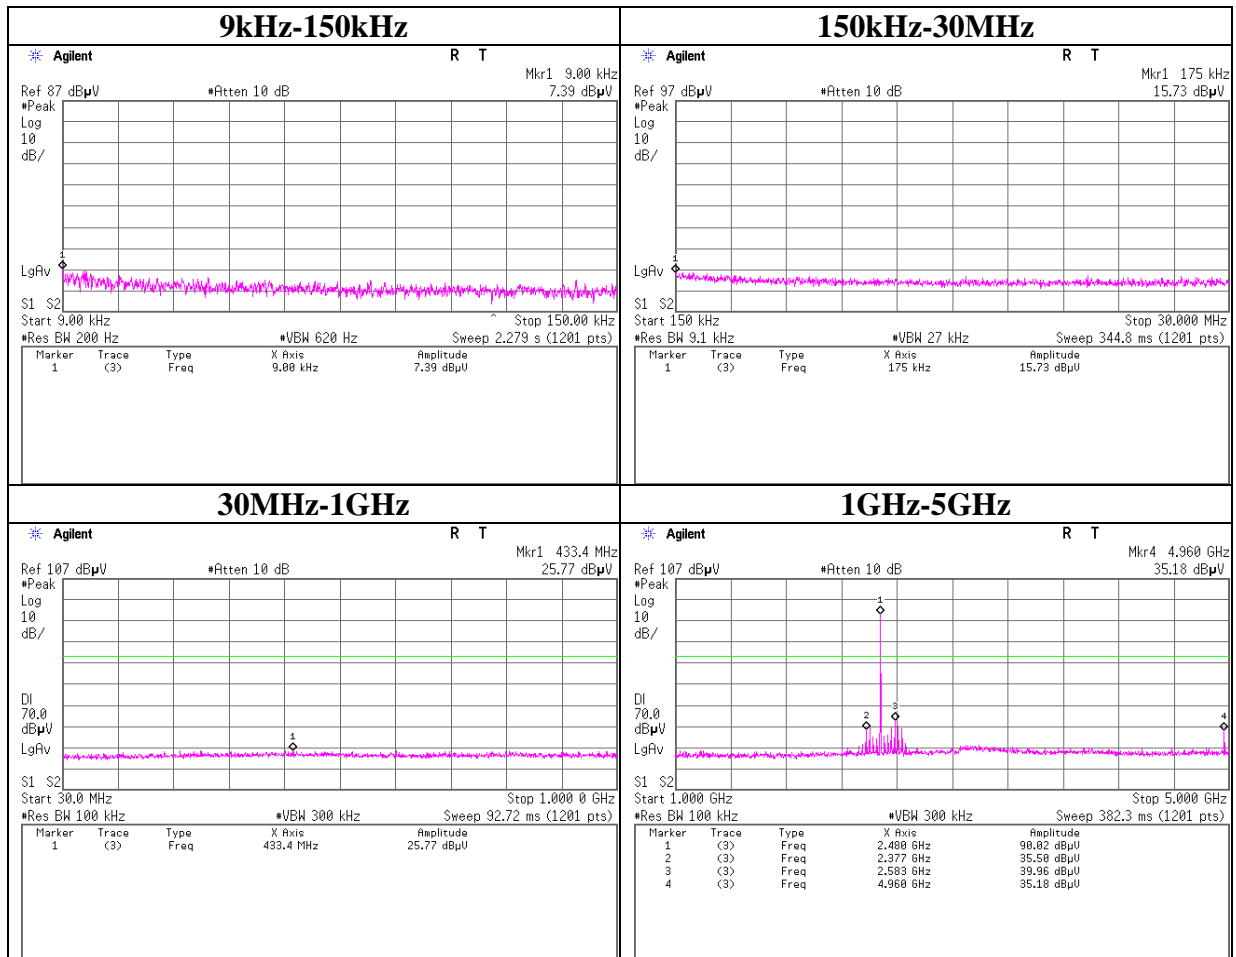 9kHz-150kHz
Agilent R T
Mkr1 9.00 kHz
Ref 87 dBµV #Atten 10 dB 7.39 dBµV
#Peak
Log
10
dB/
1
LgAv
S1 S2
Start 9.00 kHz ^ Stop 150.00 kHz
#Res BW 200 Hz #VBW 620 Hz Sweep 2.279 s (1201 pts)
Marker Trace Type X Axis Amplitude
1 (3) Freq 9.00 kHz 7.39 dBµV
150kHz-30MHz
Agilent R T
Mkr1 175 kHz
Ref 97 dBµV #Atten 10 dB 15.73 dBµV
#Peak
Log
10
dB/
1
LgAv
S1 S2
Start 150 kHz Stop 30.000 MHz
#Res BW 9.1 kHz #VBW 27 kHz Sweep 344.8 ms (1201 pts)
Marker Trace Type X Axis Amplitude
1 (3) Freq 175 kHz 15.73 dBµV
30MHz-1GHz
Agilent R T
Mkr1 433.4 MHz
Ref 107 dBµV #Atten 10 dB 25.77 dBµV
#Peak
Log
10
dB/
DI
70.0
dBµV
1
LgAv
S1 S2
Start 30.0 MHz Stop 1.000 0 GHz
#Res BW 100 kHz #VBW 300 kHz Sweep 92.72 ms (1201 pts)
Marker Trace Type X Axis Amplitude
1 (3) Freq 433.4 MHz 25.77 dBµV
1GHz-5GHz
Agilent R T
Mkr4 4.960 GHz
Ref 107 dBµV #Atten 10 dB 35.18 dBµV
#Peak
1
Log
10
dB/
DI
70.0
2 3 4
dBµV
LgAv
S1 S2
Start 1.000 GHz Stop 5.000 GHz
#Res BW 100 kHz #VBW 300 kHz Sweep 382.3 ms (1201 pts)
Marker Trace Type X Axis Amplitude
1 (3) Freq 2.480 GHz 90.02 dBµV
2 (3) Freq 2.377 GHz 35.50 dBµV
3 (3) Freq 2.583 GHz 39.96 dBµV
4 (3) Freq 4.960 GHz 35.18 dBµV